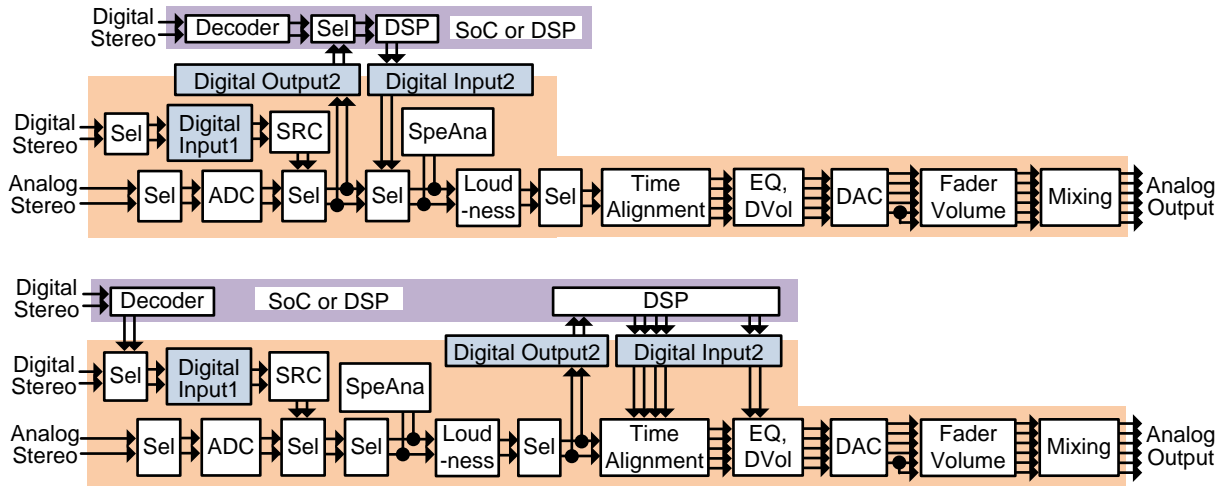 Digital
Stereo
Decoder
Sel
DSP
SoC or DSP
Digital Output2
Digital Input2
Digital
Stereo
Sel
Digital
Input1
SRC
SpeAna
Analog
Stereo
Sel
ADC
Sel
Sel
Loud
-ness
Sel
Time
Alignment
EQ,
DVol
DAC
Fader
Volume
Mixing
Analog
Output
Digital
Stereo
Decoder
SoC or DSP
DSP
Digital Output2
Digital Input2
Digital
Stereo
Sel
Digital
Input1
SRC
SpeAna
Analog
Stereo
Sel
ADC
Sel
Sel
Loud
-ness
Sel
Time
Alignment
EQ,
DVol
DAC
Fader
Volume
Mixing
Analog
Output